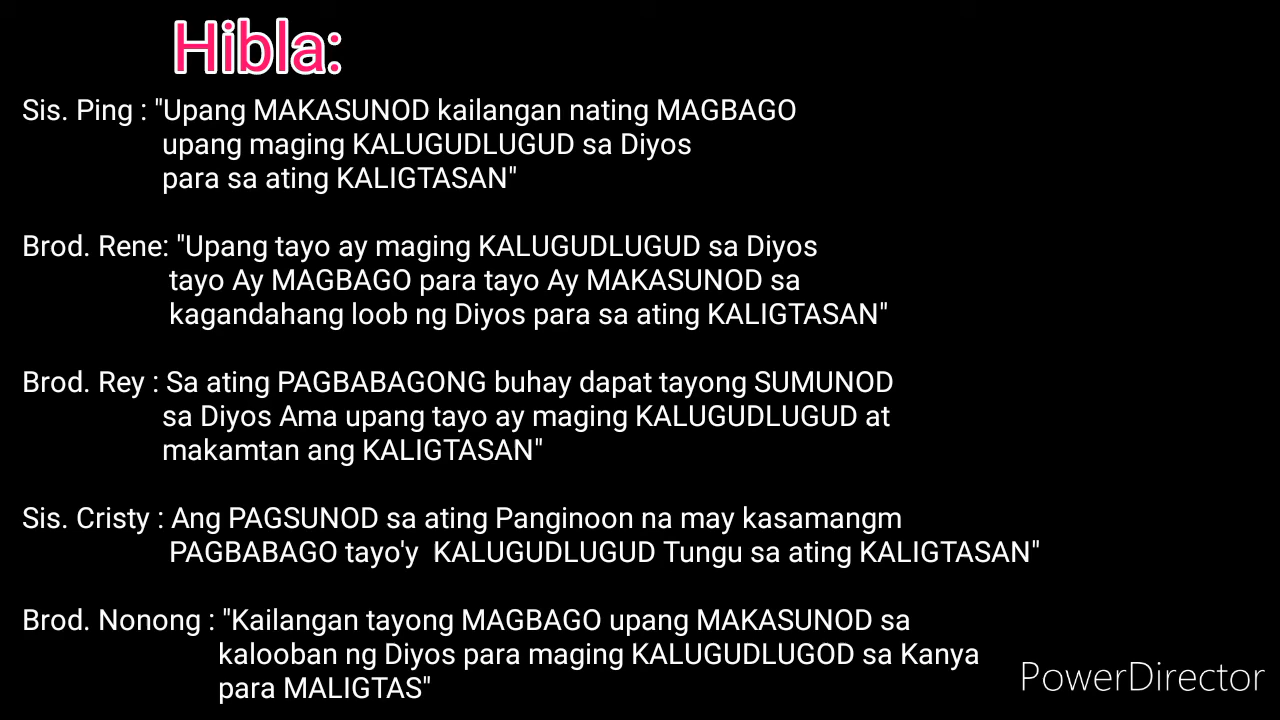 Hibla:
Sis. Ping : "Upang MAKASUNOD kailangan nating MAGBAGO
upang maging KALUGUDLUGUD sa Diyos
para sa ating KALIGTASAN"
Brod. Rene: "Upang tayo ay maging KALUGUDLUGUD sa Diyos
tayo Ay MAGBAGO para tayo Ay MAKASUNOD sa
kagandahang loob ng Diyos para sa ating KALIGTASAN"
Brod. Rey : Sa ating PAGBABAGONG buhay dapat tayong SUMUNOD
sa Diyos Ama upang tayo ay maging KALUGUDLUGUD at
makamtan ang KALIGTASAN"
Sis. Cristy : Ang PAGSUNOD sa ating Panginoon na may kasamangm
PAGBABAGO tayo'y  KALUGUDLUGUD Tungu sa ating KALIGTASAN"
Brod. Nonong : "Kailangan tayong MAGBAGO upang MAKASUNOD sa
kalooban ng Diyos para maging KALUGUDLUGOD sa Kanya
para MALIGTAS"
PowerDirector